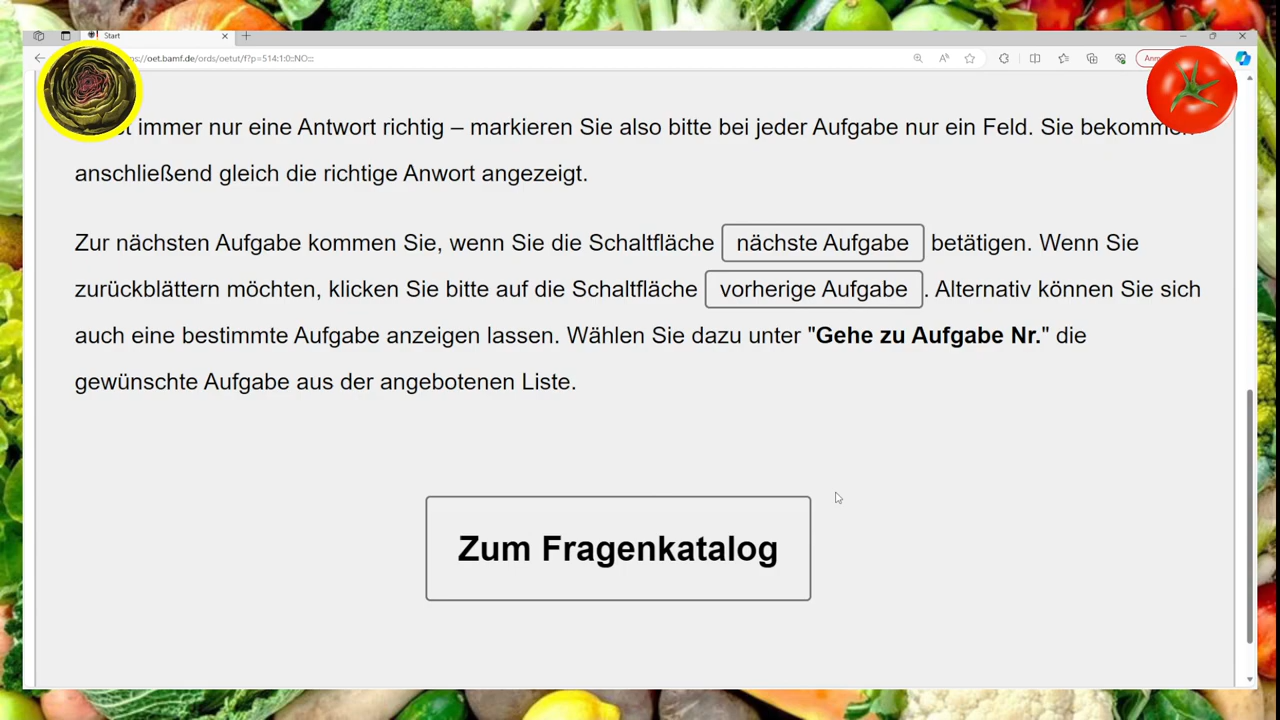 Start
oet.bamf.de/ords/oetut/f?p=514:1:0::NO:::
immer nur eine Antwort richtig – markieren Sie also bitte bei jeder Aufgabe nur ein Feld. Sie bekommen
anschließend gleich die richtige Anwort angezeigt.
Zur nächsten Aufgabe kommen Sie, wenn Sie die Schaltfläche nächste Aufgabe betätigen. Wenn Sie
zurückblättern möchten, klicken Sie bitte auf die Schaltfläche vorherige Aufgabe. Alternativ können Sie sich
auch eine bestimmte Aufgabe anzeigen lassen. Wählen Sie dazu unter "Gehe zu Aufgabe Nr." die
gewünschte Aufgabe aus der angebotenen Liste.
Zum Fragenkatalog